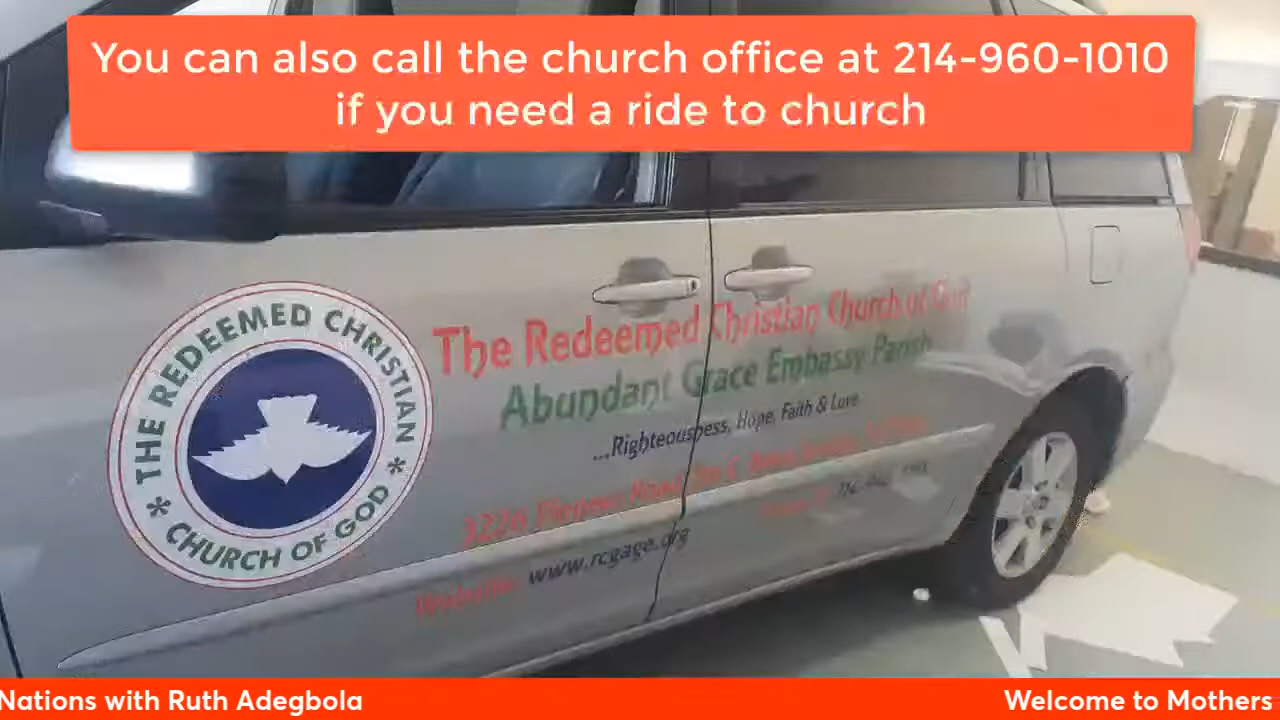 You can also call the church office at 214-960-1010
if you need a ride to church
THE REDEEMED CHRISTIAN
* CHURCH OF GOD *
The Redeemed Christian Church of God
Abundant Grace Embassy Parish
...Righteousness, Hope, Faith & Love
3226
www.rcgage.org
Nations with Ruth Adegbola
Welcome to Mothers